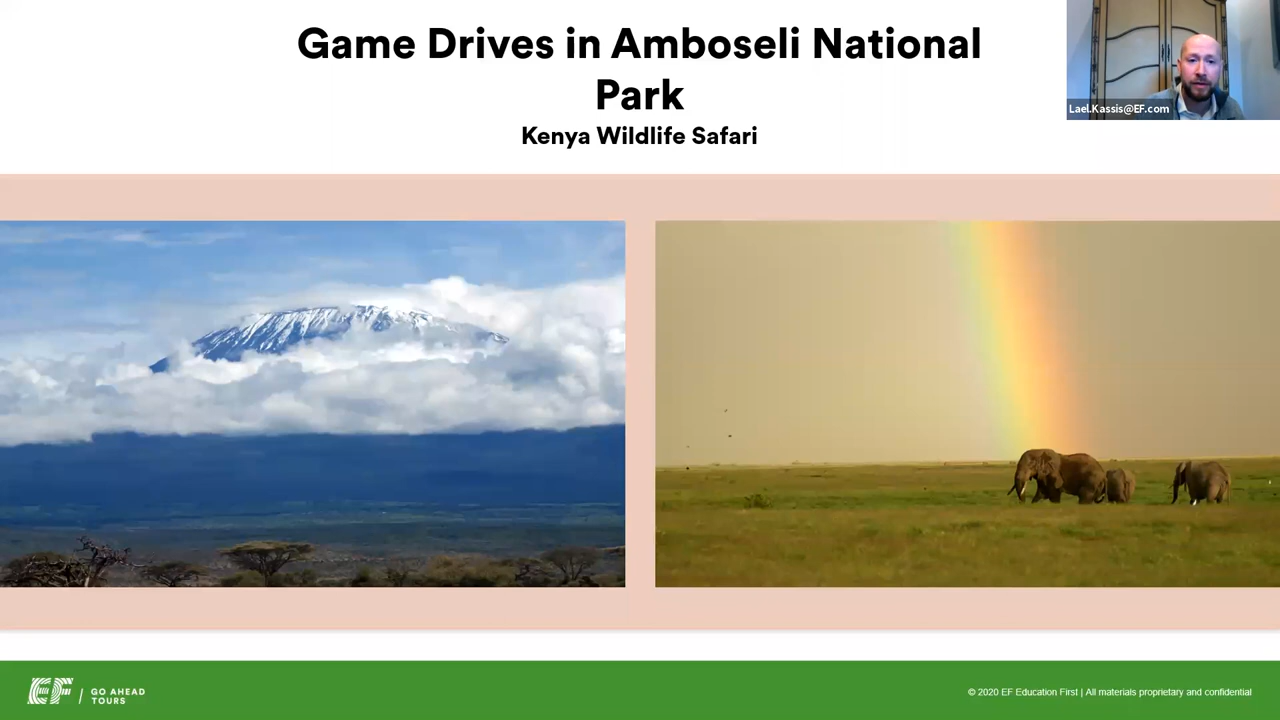 Game Drives in Amboseli National
Park
Kenya Wildlife Safari
Lael.Kassis@EF.com
EF / GO AHEAD
TOURS
© 2020 EF Education First | All materials proprietary and confidential